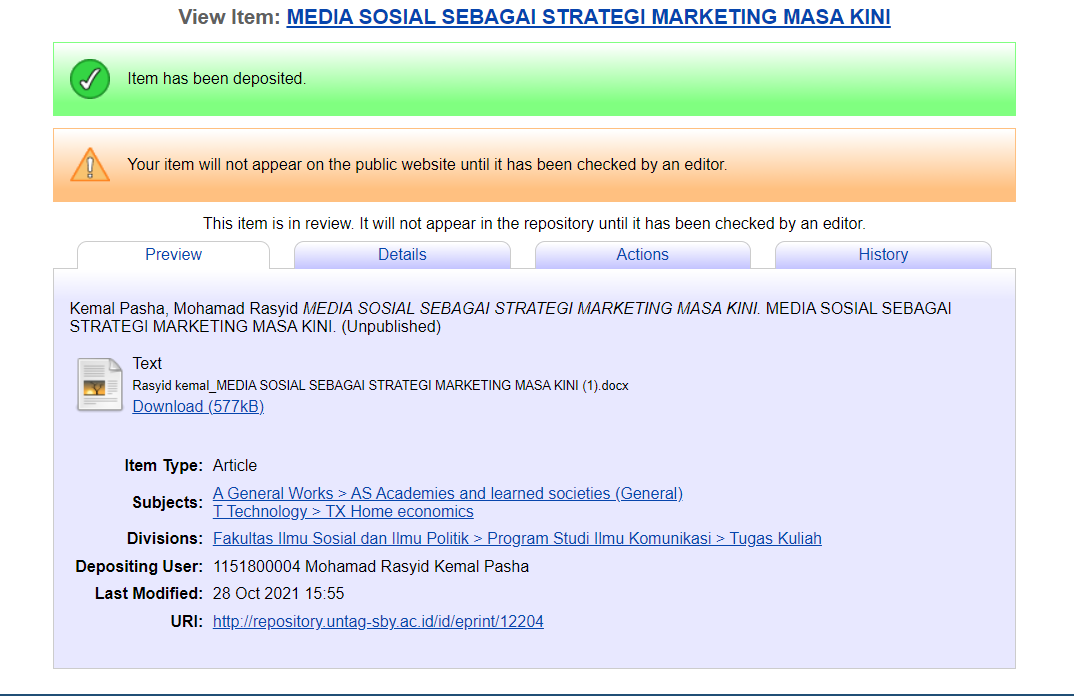 View Item: MEDIA SOSIAL SEBAGAI STRATEGI MARKETING MASA KINI
Item has been deposited.
Your item will not appear on the public website until it has been checked by an editor.
This item is in review. It will not appear in the repository until it has been checked by an editor.
Preview Details Actions History
Kemal Pasha, Mohamad Rasyid MEDIA SOSIAL SEBAGAI STRATEGI MARKETING MASA KINI. MEDIA SOSIAL SEBAGAI
STRATEGI MARKETING MASA KINI. (Unpublished)
Text
Rasyid kemal_MEDIA SOSIAL SEBAGAI STRATEGI MARKETING MASA KINI (1).docx
Download (577kB)
Item Type: Article
Subjects: A General Works > AS Academies and learned societies (General)
T Technology > TX Home economics
Divisions: Fakultas Ilmu Sosial dan Ilmu Politik > Program Studi Ilmu Komunikasi > Tugas Kuliah
Depositing User: 1151800004 Mohamad Rasyid Kemal Pasha
Last Modified: 28 Oct 2021 15:55
URI: http://repository.untag-sby.ac.id/id/eprint/12204